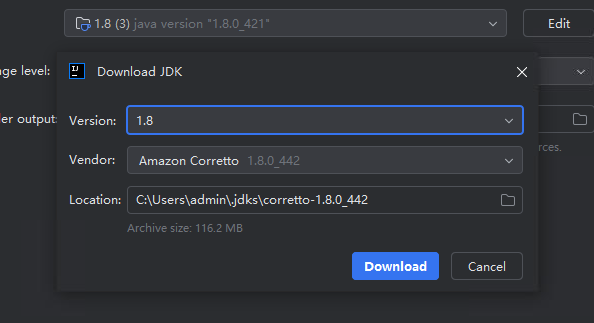 1.8 (3) java version "1.8.0_421"
Edit
ge level:
IJ
Download JDK
Version:
1.8
ler output:
Vendor:
Amazon Corretto 1.8.0_442
rces.
Location:
C:\Users\admin\.jdks\corretto-1.8.0_442
Archive size: 116.2 MB
Download
Cancel